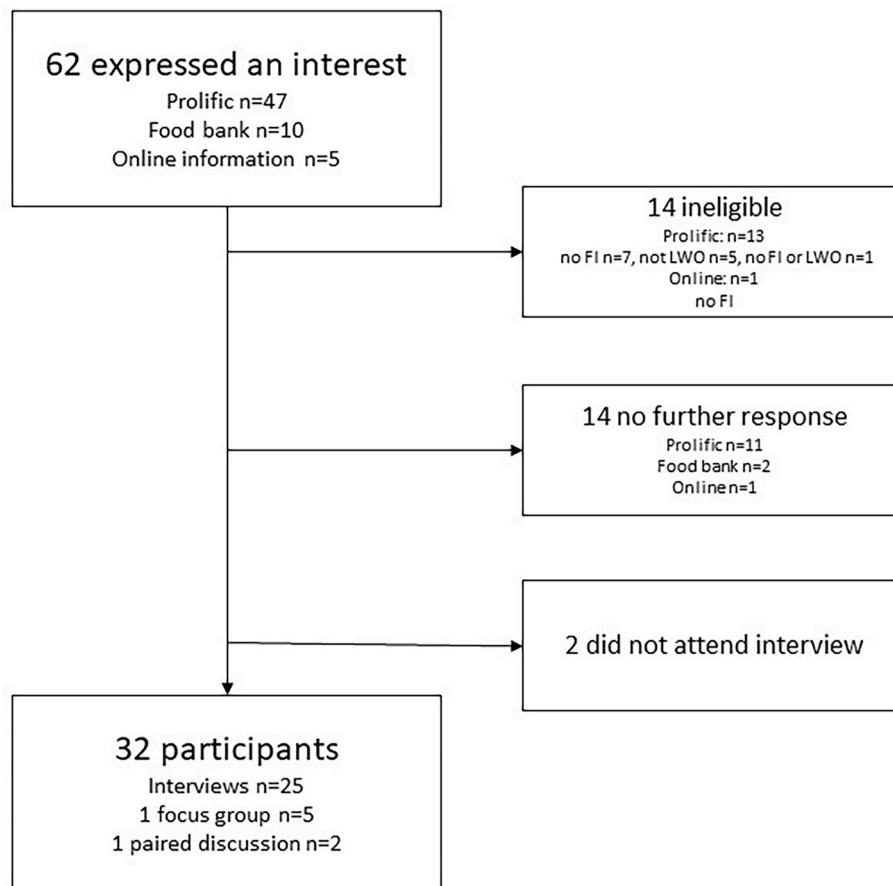 62 expressed an interest
Prolific n=47
Food bank n=10
Online information n=5
14 ineligible
Prolific: n=13
no FI n=7, not LWO n=5, no FI or LWO n=1
Online: n=1
no FI
14 no further response
Prolific n=11
Food bank n=2
Online n=1
2 did not attend interview
32 participants
Interviews n=25
1 focus group n=5
1 paired discussion n=2